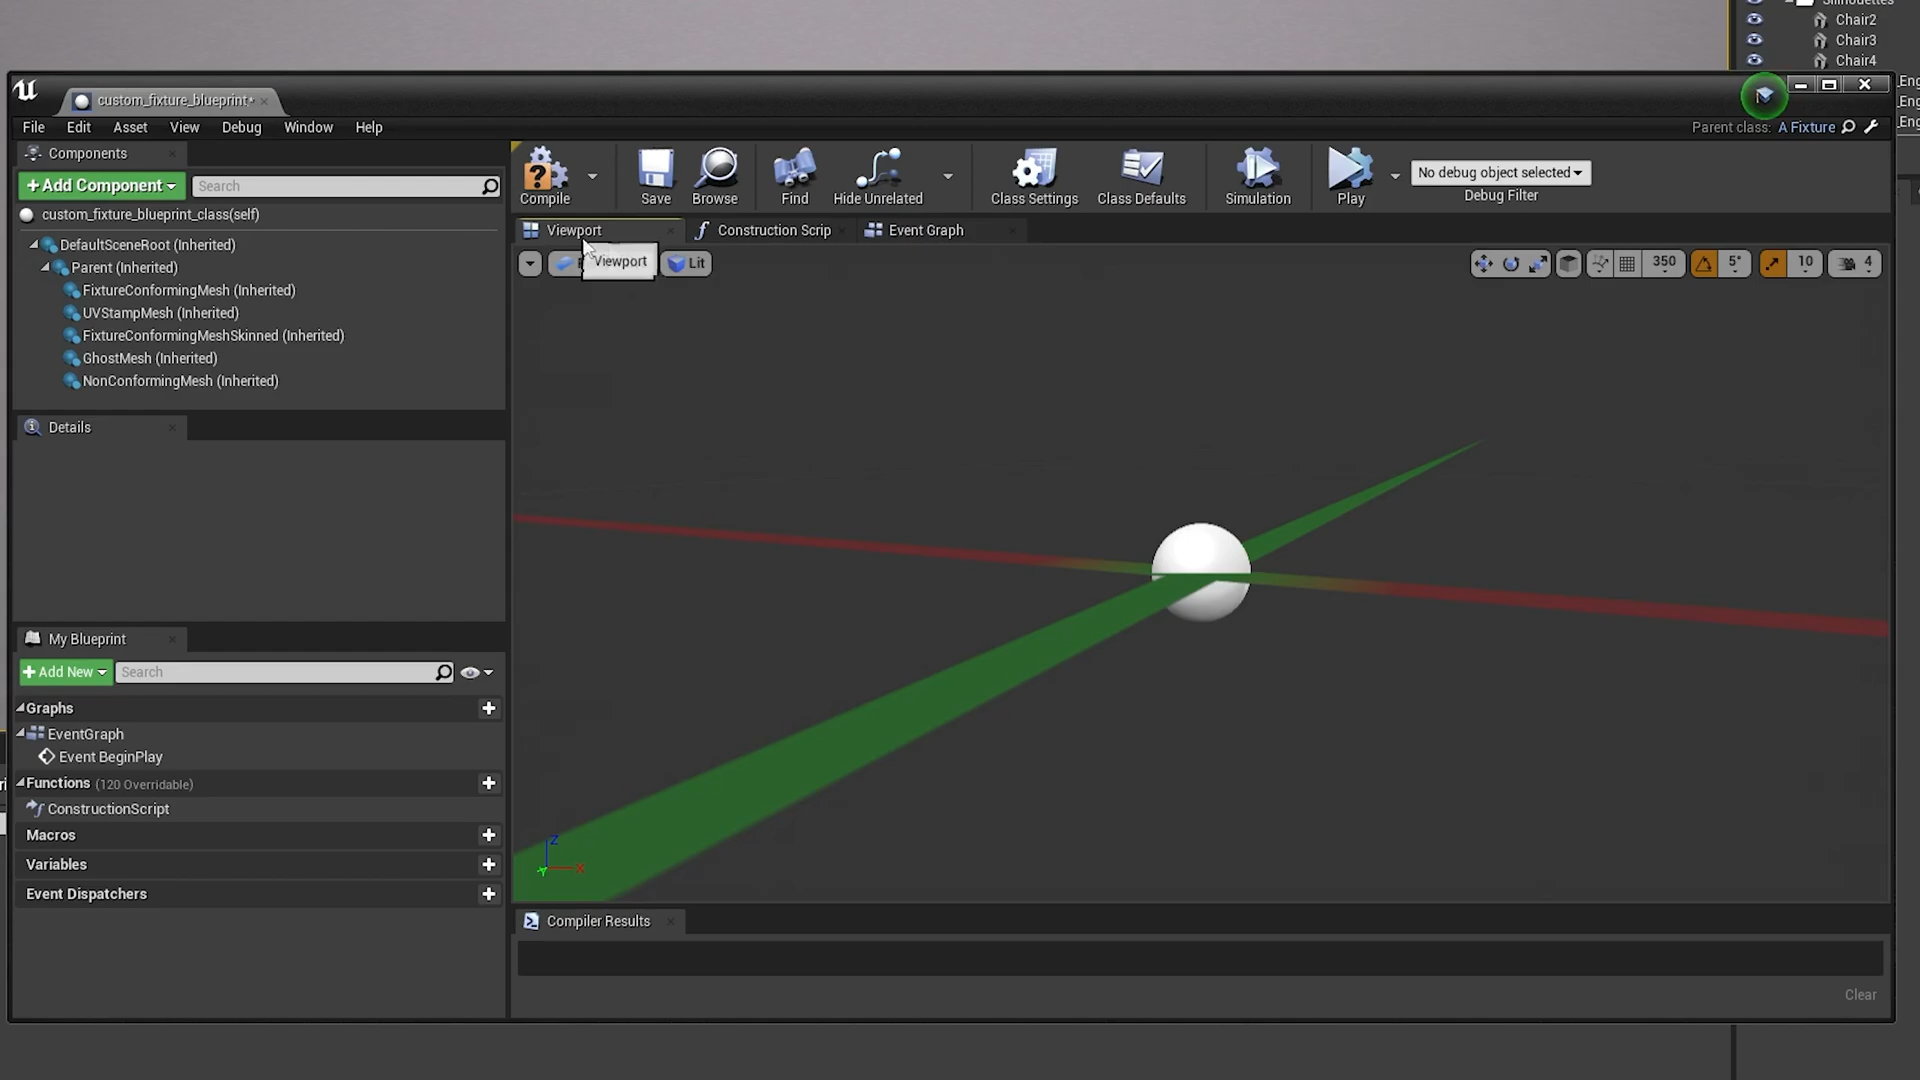 Silhouettes
Chair2
Chair3
Chair4
_Eng
_Eng
_Eng
custom_fixture_blueprint*
File Edit Asset View Debug Window Help
Parent class: A Fixture
Components
+Add Component
Search
custom_fixture_blueprint_class(self)
DefaultSceneRoot (Inherited)
Parent (Inherited)
FixtureConformingMesh (Inherited)
UVStampMesh (Inherited)
FixtureConformingMeshSkinned (Inherited)
GhostMesh (Inherited)
NonConformingMesh (Inherited)
Details
My Blueprint
+Add New
Search
Graphs
EventGraph
Event BeginPlay
Functions (120 Overridable)
ConstructionScript
Macros
Variables
Event Dispatchers
Compile Save Browse Find Hide Unrelated Class Settings Class Defaults Simulation Play
No debug object selected
Debug Filter
Viewport Construction Scrip Event Graph
Viewport
Lit
350 5° 10 4
Z
Y X
Compiler Results
Clear